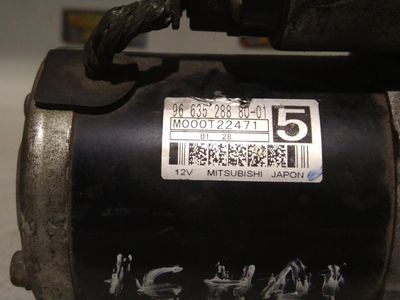 96 635 288 80-01
5
M000T22471
B1. 28
12V MITSUBISHI JAPON